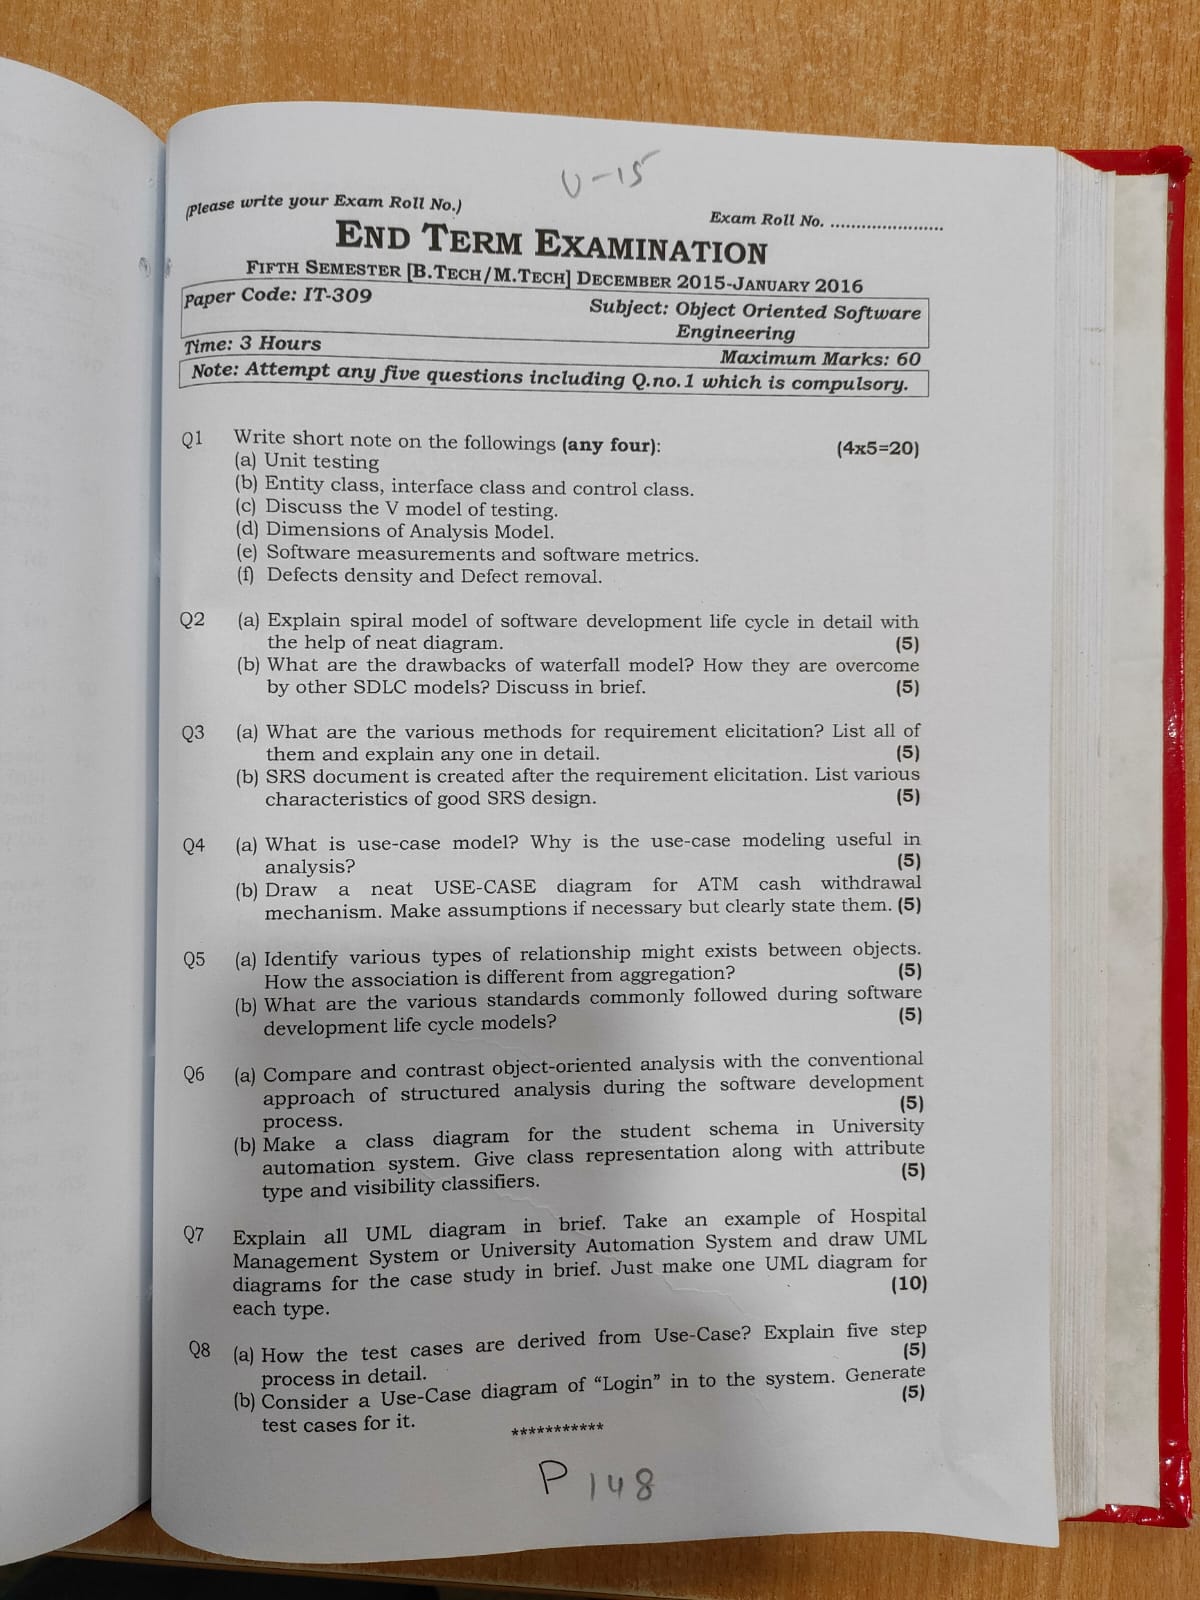 U-15
(Please write your Exam Roll No.)
Exam Roll No. ......................
END TERM EXAMINATION
FIFTH SEMESTER [B.TECH/M.TECH] DECEMBER 2015-JANUARY 2016
Paper Code: IT-309
Subject: Object Oriented Software
Engineering
Time: 3 Hours
Maximum Marks: 60
Note: Attempt any five questions including Q.no.1 which is compulsory.
Q1 Write short note on the followings (any four): (4x5=20)
(a) Unit testing
(b) Entity class, interface class and control class.
(c) Discuss the V model of testing.
(d) Dimensions of Analysis Model.
(e) Software measurements and software metrics.
(f) Defects density and Defect removal.
Q2 (a) Explain spiral model of software development life cycle in detail with
the help of neat diagram. (5)
(b) What are the drawbacks of waterfall model? How they are overcome
by other SDLC models? Discuss in brief. (5)
Q3 (a) What are the various methods for requirement elicitation? List all of
them and explain any one in detail. (5)
(b) SRS document is created after the requirement elicitation. List various
characteristics of good SRS design. (5)
Q4 (a) What is use-case model? Why is the use-case modeling useful in
analysis? (5)
(b) Draw a neat USE-CASE diagram for ATM cash withdrawal
mechanism. Make assumptions if necessary but clearly state them. (5)
Q5 (a) Identify various types of relationship might exists between objects.
How the association is different from aggregation? (5)
(b) What are the various standards commonly followed during software
development life cycle models? (5)
Q6 (a) Compare and contrast object-oriented analysis with the conventional
approach of structured analysis during the software development
process. (5)
(b) Make a class diagram for the student schema in University
automation system. Give class representation along with attribute
type and visibility classifiers. (5)
Q7 Explain all UML diagram in brief. Take an example of Hospital
Management System or University Automation System and draw UML
diagrams for the case study in brief. Just make one UML diagram for
each type. (10)
Q8 (a) How the test cases are derived from Use-Case? Explain five step
process in detail. (5)
(b) Consider a Use-Case diagram of “Login” in to the system. Generate
test cases for it. (5)
***********
P 148